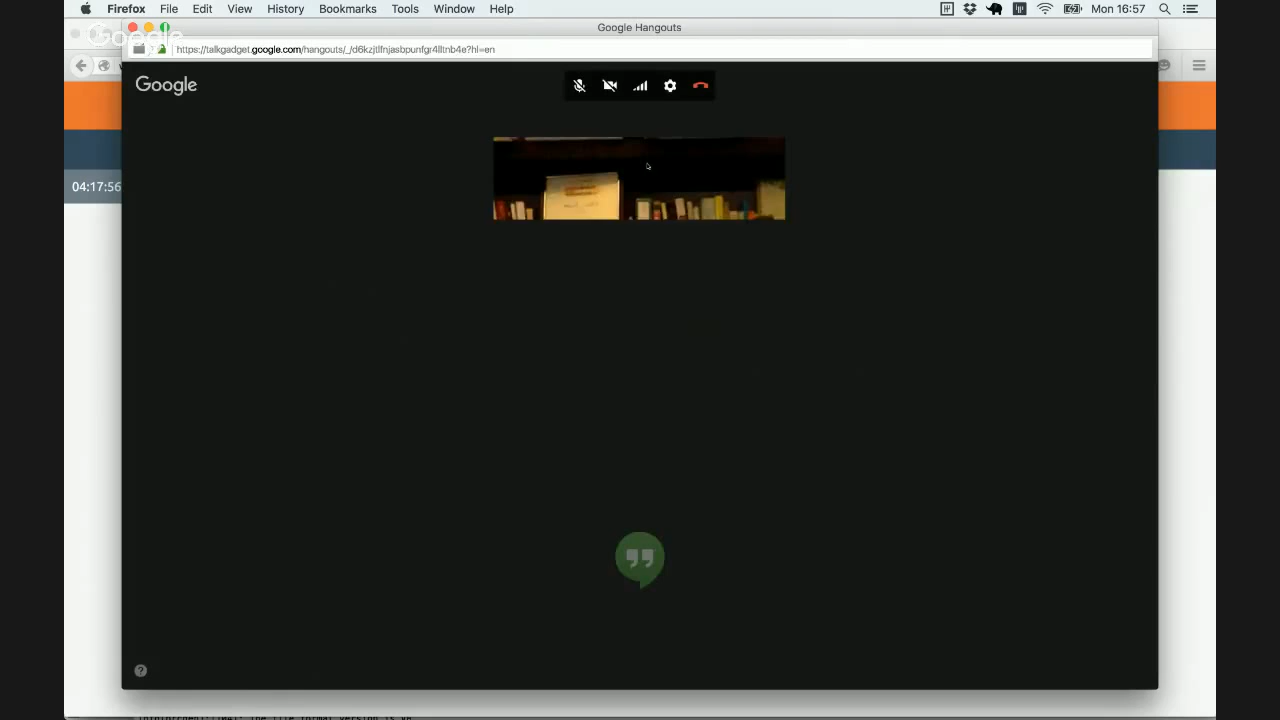 Firefox File Edit View History Bookmarks Tools Window Help Mon 16:57
Google Hangouts
Google
https://talkgadget.google.com/hangouts/_/d6kzjtlfnjasbpunfgr4lltnb4e?hl=en
Google
04:17:56